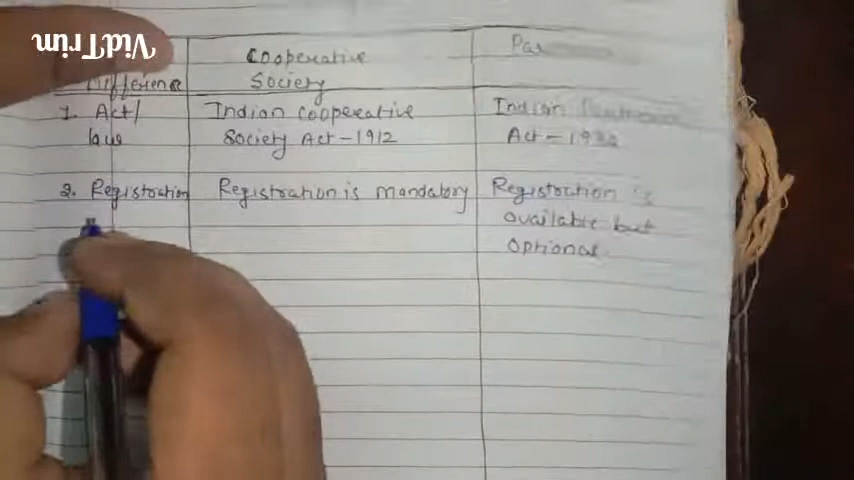 VidTrim
Difference
Cooperative
Society
1. Act/
law
Indian cooperative
Society Act - 1912
Indian
Act - 1932
2. Registration
Registration is mandatory
Registration is
available but
Optional.